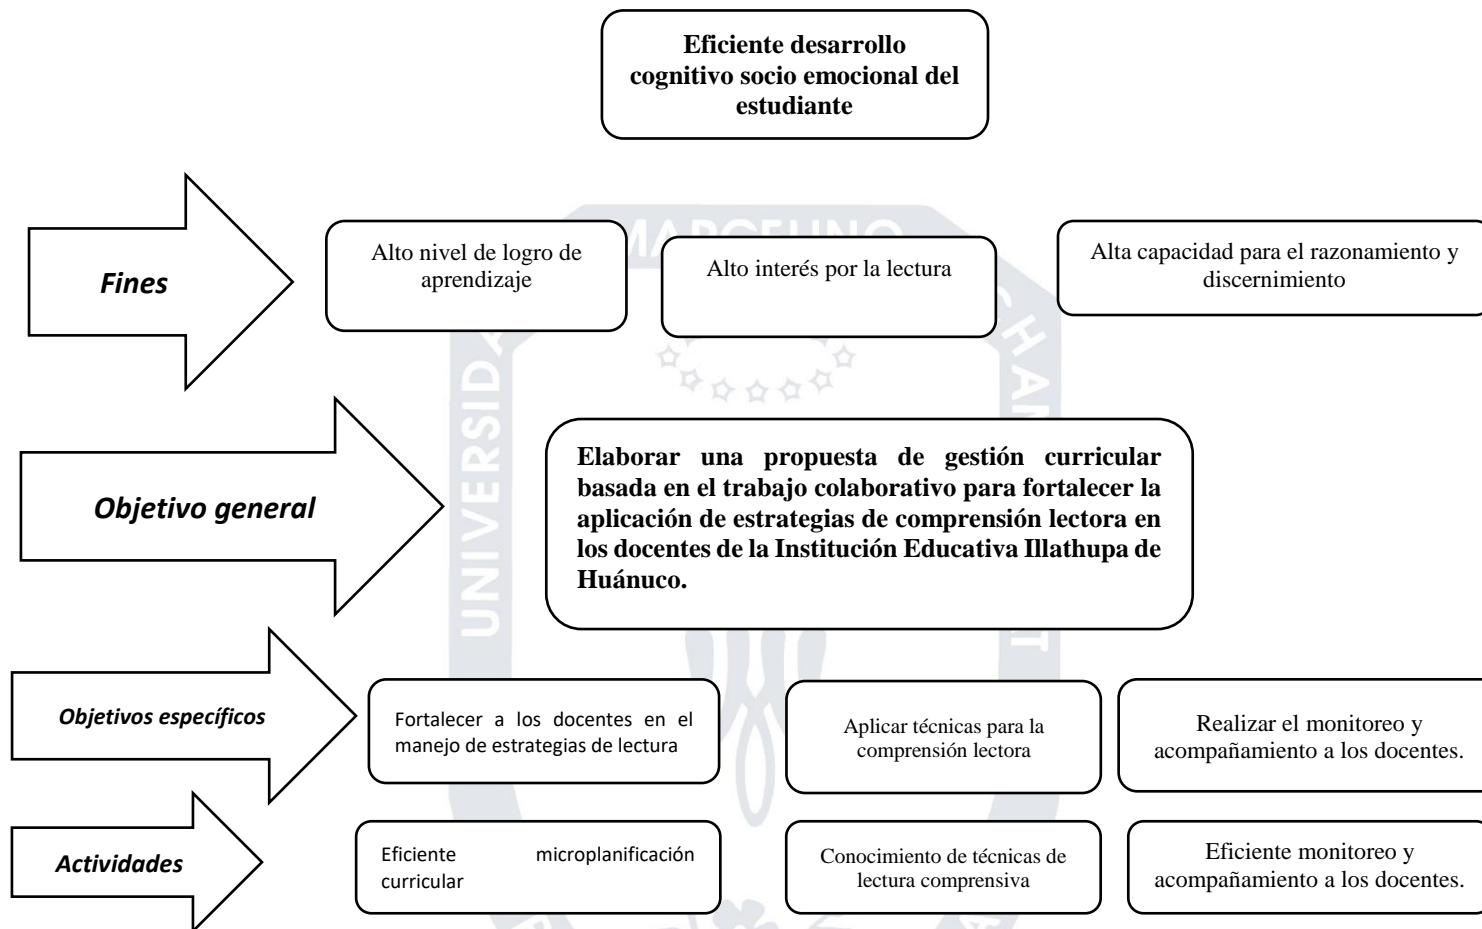 Eficiente desarrollo
cognitivo socio emocional del
estudiante
Fines
Alto nivel de logro de
aprendizaje
Alto interés por la lectura
Alta capacidad para el razonamiento y
discernimiento
Objetivo general
Elaborar una propuesta de gestión curricular
basada en el trabajo colaborativo para fortalecer la
aplicación de estrategias de comprensión lectora en
los docentes de la Institución Educativa Illathupa de
Huánuco.
Objetivos específicos
Fortalecer a los docentes en el
manejo de estrategias de lectura
Aplicar técnicas para la
comprensión lectora
Realizar el monitoreo y
acompañamiento a los docentes.
Actividades
Eficiente microplanificación
curricular
Conocimiento de técnicas de
lectura comprensiva
Eficiente monitoreo y
acompañamiento a los docentes.